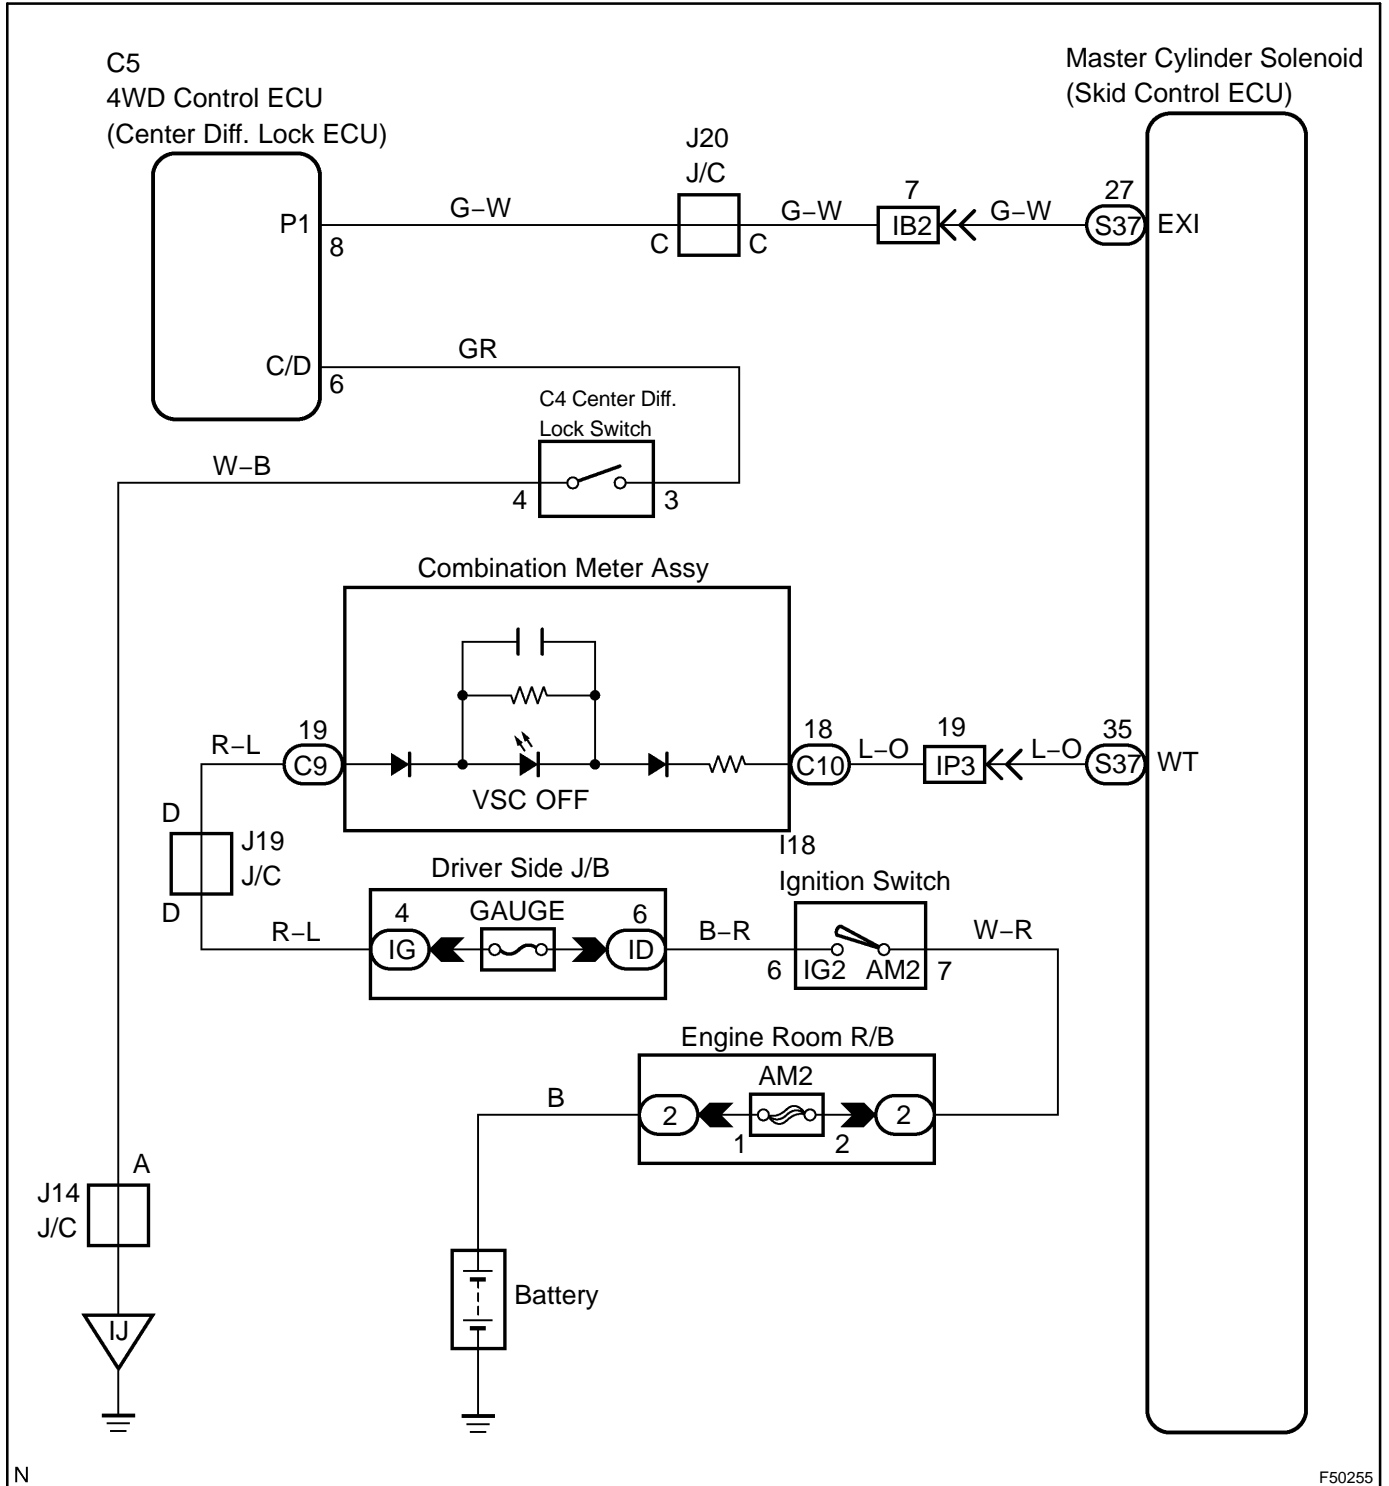 C5
4WD Control ECU
(Center Diff. Lock ECU)
Master Cylinder Solenoid
(Skid Control ECU)
J20
J/C
P1
8
G−W
C
C
G−W
7
IB2
G−W
27
S37
EXI
C/D
6
GR
C4 Center Diff.
Lock Switch
W−B
4
3
Combination Meter Assy
R−L
19
C9
VSC OFF
18
C10
L−O
19
IP3
L−O
35
S37
WT
D
J19
J/C
D
R−L
Driver Side J/B
4
IG
GAUGE
6
ID
B−R
I18
Ignition Switch
6
IG2
AM2
7
W−R
Engine Room R/B
AM2
B
2
1
2
2
A
J14
J/C
IJ
Battery
N
F50255